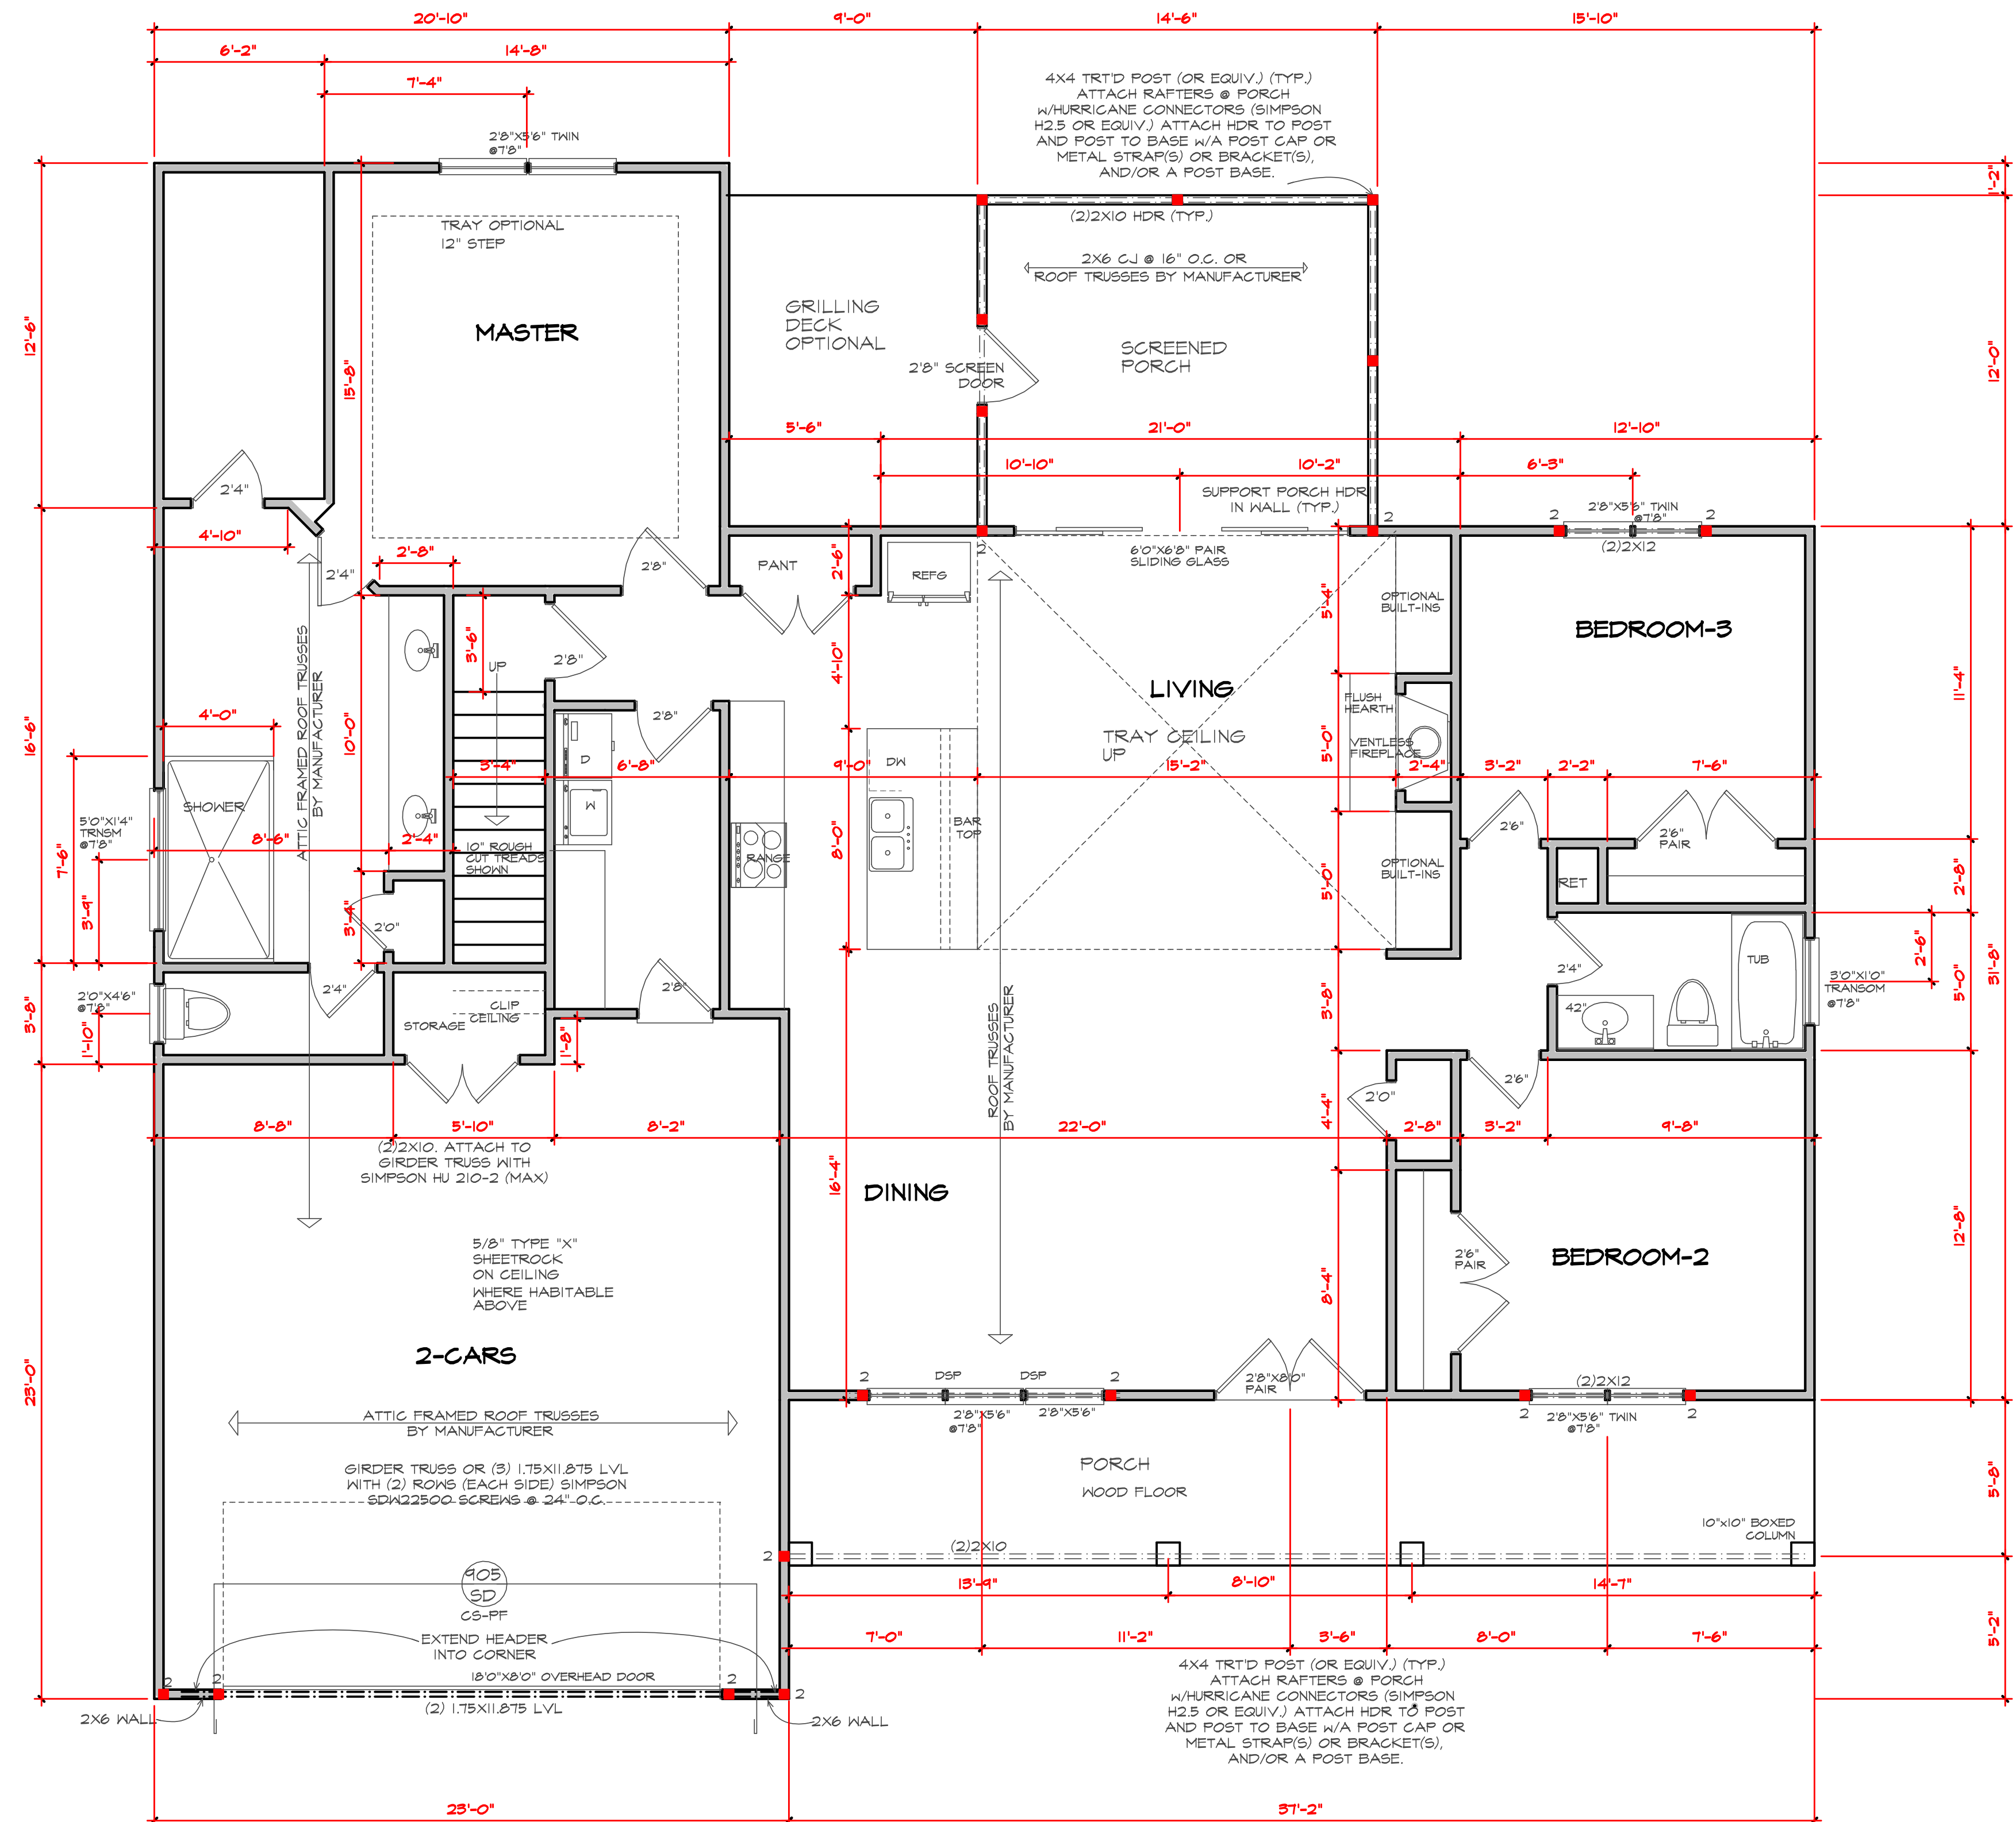 20'-10"
9'-0"
14'-6"
15'-10"
6'-2"
14'-8"
7'-4"
4X4 TRT'D POST (OR EQUIV.) (TYP.)
ATTACH RAFTERS @ PORCH
W/HURRICANE CONNECTORS (SIMPSON
H2.5 OR EQUIV.) ATTACH HDR TO POST
AND POST TO BASE W/A POST CAP OR
METAL STRAP(S) OR BRACKET(S),
AND/OR A POST BASE.
2'8"X5'6" TWIN
@7'8"
1'-2"
(2)2X10 HDR (TYP.)
TRAY OPTIONAL
12" STEP
2X6 CJ @ 16" O.C. OR
ROOF TRUSSES BY MANUFACTURER
GRILLING
DECK
OPTIONAL
MASTER
12'-6"
SCREENED
PORCH
12'-0"
2'8" SCREEN
DOOR
15'-8"
5'-6"
21'-0"
12'-10"
10'-10"
10'-2"
6'-3"
2'4"
SUPPORT PORCH HDR
IN WALL (TYP.)
2'8"X5'6" TWIN
@7'8"
2
2
2
(2)2X12
4'-10"
2'-8"
2'4"
2'8"
PANT
2'-6"
REFG
2
6'0"X6'8" PAIR
SLIDING GLASS
5'-4"
OPTIONAL
BUILT-INS
BEDROOM-3
3'-6"
UP
2'8"
4'-10"
ATTIC FRAMED ROOF TRUSSES
BY MANUFACTURER
LIVING
FLUSH
HEARTH
11'-4"
4'-0"
2'8"
16'-6"
10'-0"
TRAY CEILING
UP
5'-0"
VENTLESS
FIREPLACE
D
DW
3'-4"
6'-8"
9'-0"
15'-2"
2'-4"
3'-2"
2'-2"
7'-6"
SHOWER
W
5'0"X1'4"
TRNSM
@7'8"
8'-6"
2'-4"
10" ROUGH
CUT TREADS
SHOWN
RANGE
8'-0"
BAR
TOP
2'6"
2'6"
PAIR
7'-6"
3'-9"
5'-0"
OPTIONAL
BUILT-INS
RET
2'-8"
3'-4"
2'0"
2'-6"
31'-8"
5'-0"
2'4"
TUB
3'0"X1'0"
TRANSOM
@7'8"
2'0"X4'6"
@7'8"
2'4"
2'8"
CLIP
CEILING
STORAGE
42"
3'-8"
1'-10"
1'-8"
3'-8"
ROOF TRUSSES
BY MANUFACTURER
2'6"
2'0"
4'-4"
8'-8"
5'-10"
8'-2"
22'-0"
2'-8"
3'-2"
9'-8"
(2)2X10. ATTACH TO
GIRDER TRUSS WITH
SIMPSON HU 210-2 (MAX)
16'-4"
DINING
12'-8"
5/8" TYPE "X"
SHEETROCK
ON CEILING
WHERE HABITABLE
ABOVE
2'6"
PAIR
BEDROOM-2
8'-4"
2-CARS
23'-0"
2
DSP
DSP
2
2'8"X8'0"
PAIR
(2)2X12
2'8"X5'6"
@7'8"
2'8"X5'6"
2
2'8"X5'6" TWIN
@7'8"
2
ATTIC FRAMED ROOF TRUSSES
BY MANUFACTURER
PORCH
WOOD FLOOR
5'-8"
GIRDER TRUSS OR (3) 1.75X11.875 LVL
WITH (2) ROWS (EACH SIDE) SIMPSON
SDW22500 SCREWS @ 24" O.C.
10"x10" BOXED
COLUMN
2
(2)2X10
905
SD
CS-PF
13'-9"
8'-10"
14'-7"
EXTEND HEADER
INTO CORNER
7'-0"
11'-2"
3'-6"
8'-0"
7'-6"
5'-2"
18'0"X8'0" OVERHEAD DOOR
2
2
2
2
(2) 1.75X11.875 LVL
2X6 WALL
2X6 WALL
4X4 TRT'D POST (OR EQUIV.) (TYP.)
ATTACH RAFTERS @ PORCH
W/HURRICANE CONNECTORS (SIMPSON
H2.5 OR EQUIV.) ATTACH HDR TO POST
AND POST TO BASE W/A POST CAP OR
METAL STRAP(S) OR BRACKET(S),
AND/OR A POST BASE.
23'-0"
37'-2"